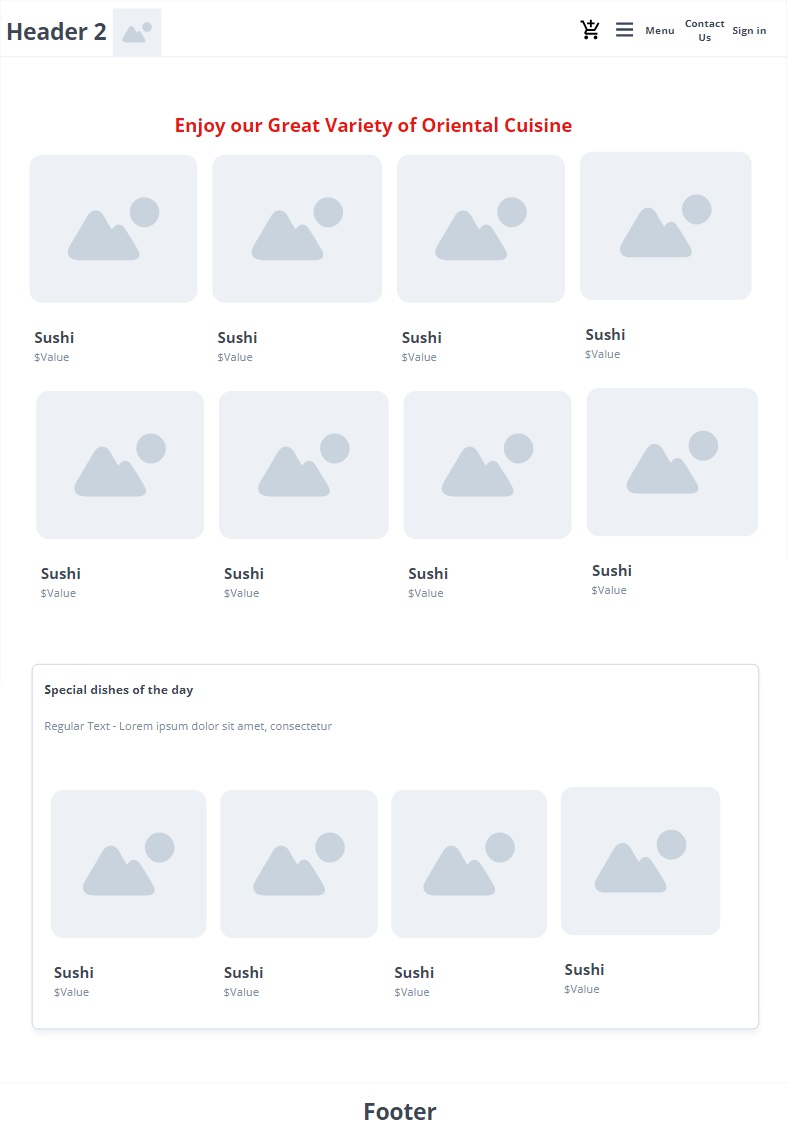 Header 2
Menu
Contact
Us
Sign in
Enjoy our Great Variety of Oriental Cuisine
Sushi
$Value
Sushi
$Value
Sushi
$Value
Sushi
$Value
Sushi
$Value
Sushi
$Value
Sushi
$Value
Sushi
$Value
Special dishes of the day
Regular Text - Lorem ipsum dolor sit amet, consectetur
Sushi
$Value
Sushi
$Value
Sushi
$Value
Sushi
$Value
Footer